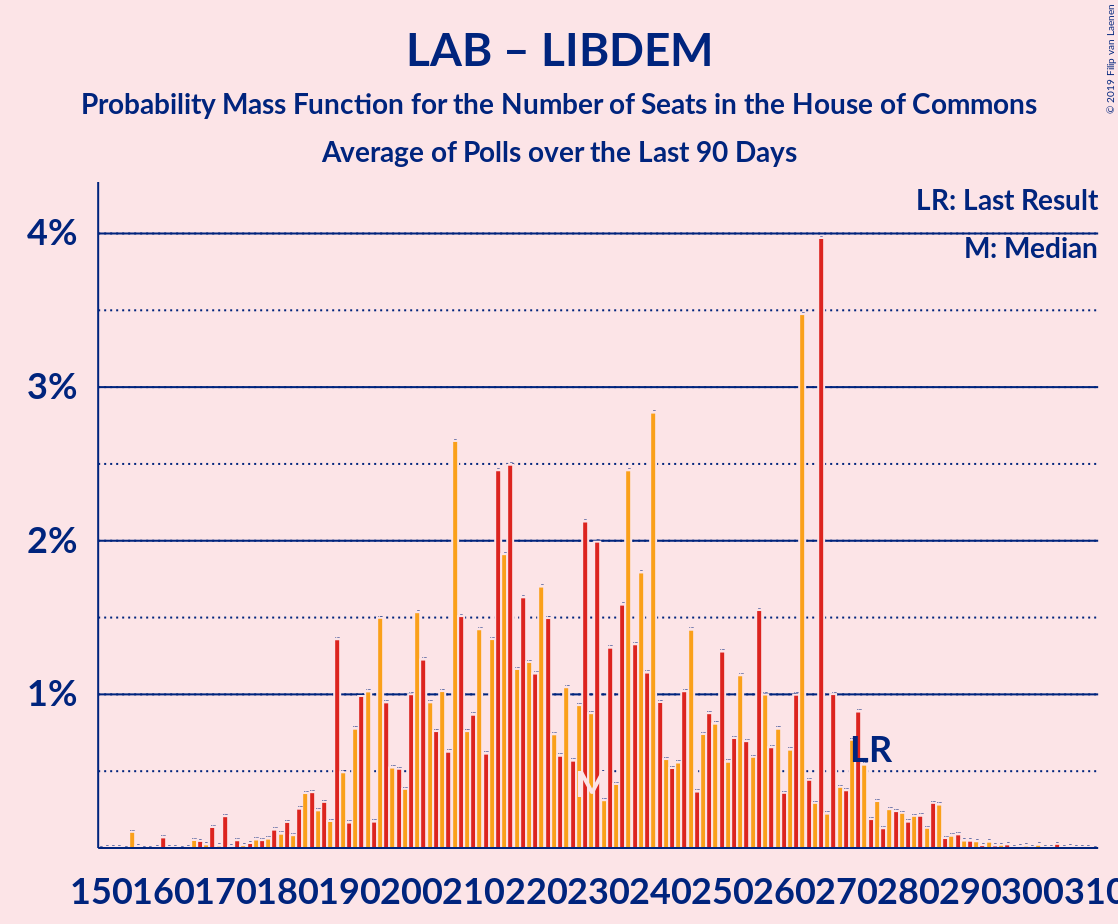 LAB – LIBDEM
Probability Mass Function for the Number of Seats in the House of Commons
Average of Polls over the Last 90 Days
© 2019 Filip van Laenen
LR: Last Result
M: Median
4%
3%
2%
1%
M
LR
150 160 170 180 190 200 210 220 230 240 250 260 270 280 290 300 310